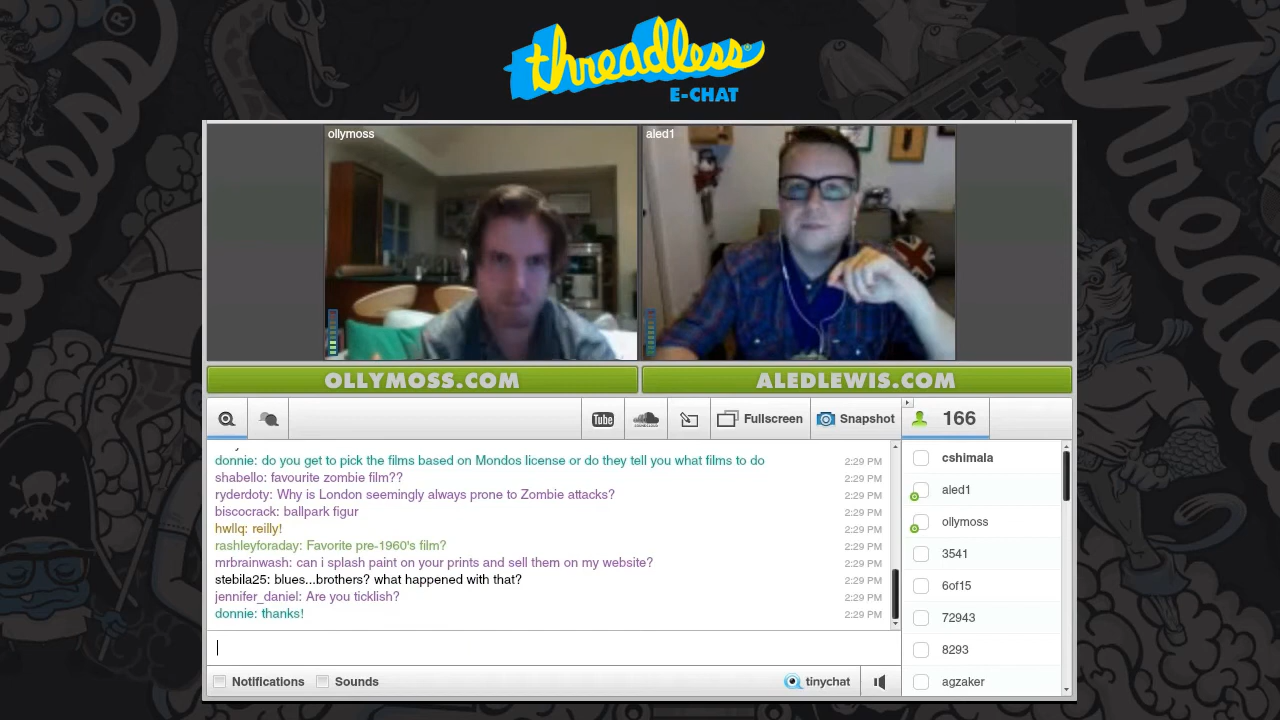 threadless
E-CHAT
ollymoss
aled1
OLLYMOSS.COM
ALEDLEWIS.COM
You Tube
SOUNDCLOUD
Fullscreen
Snapshot
166
donnie: do you get to pick the films based on Mondos license or do they tell you what films to do 2:29 PM
shabello: favourite zombie film?? 2:29 PM
ryderdoty: Why is London seemingly always prone to Zombie attacks? 2:29 PM
biscocrack: ballpark figur 2:29 PM
hwllq: reilly! 2:29 PM
rashleyforaday: Favorite pre-1960's film? 2:29 PM
mrbrainwash: can i splash paint on your prints and sell them on my website? 2:29 PM
stebila25: blues...brothers? what happened with that? 2:29 PM
jennifer_daniel: Are you ticklish? 2:29 PM
donnie: thanks! 2:29 PM
cshimala
aled1
ollymoss
3541
6of15
72943
8293
agzaker
Notifications
Sounds
tinychat